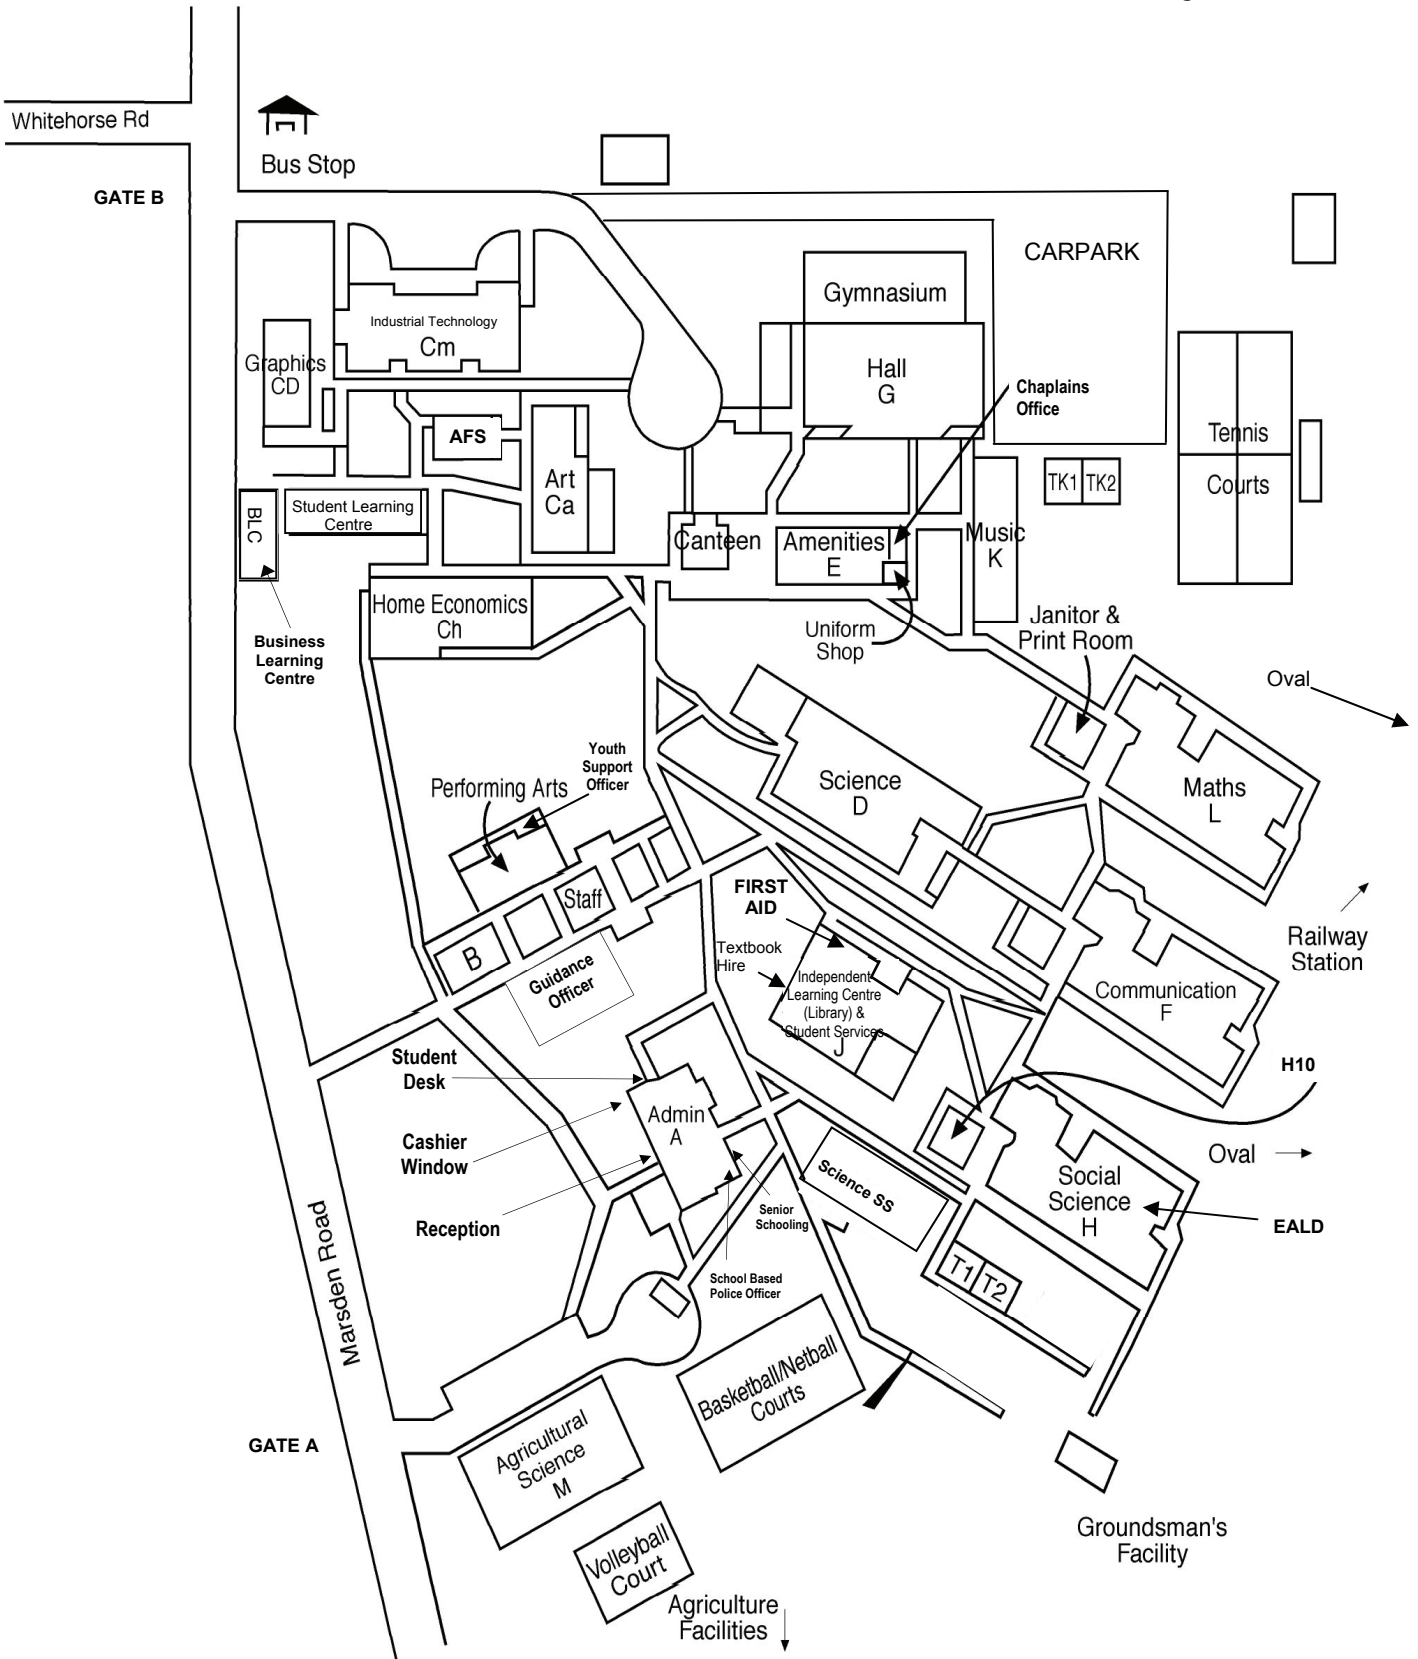 Whitehorse Rd
Bus Stop
GATE B
CARPARK
Gymnasium
Industrial Technology
Cm
Graphics
CD
Hall
G
Chaplains
Office
AFS
Tennis
Courts
Art
Ca
TK1
TK2
BLC
Student Learning
Centre
Canteen
Amenities
E
Music
K
Home Economics
Ch
Uniform
Shop
Janitor &
Print Room
Business
Learning
Centre
Oval
Youth
Support
Officer
Performing Arts
Science
D
Maths
L
FIRST
AID
Staff
B
Textbook
Hire
Railway
Station
Guidance
Officer
Independent
Learning Centre
(Library) &
Student Services
J
Communication
F
Student
Desk
H10
Admin
A
Cashier
Window
Oval
Science SS
Social
Science
H
Reception
Senior
Schooling
EALD
Marsden Road
School Based
Police Officer
T1
T2
Basketball/Netball
Courts
GATE A
Agricultural
Science
M
Groundsman's
Facility
Volleyball
Court
Agriculture
Facilities